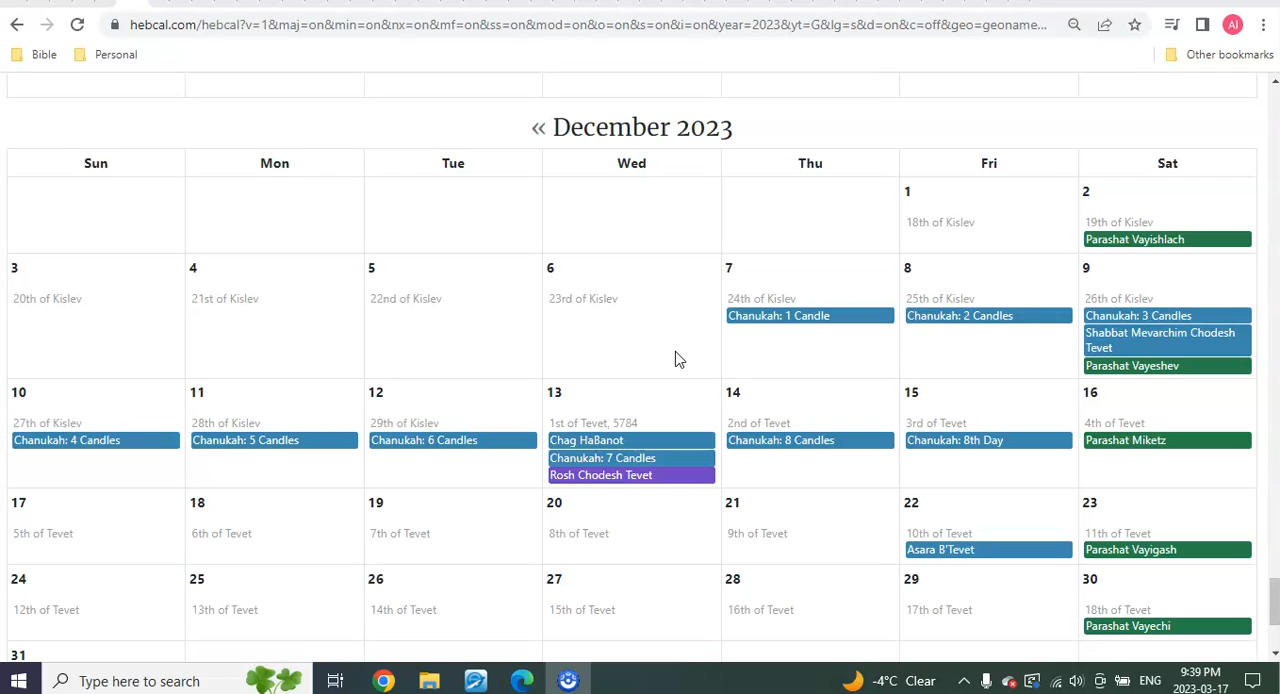 hebcal.com/hebcal?v=1&maj=on&min=on&nx=on&mf=on&ss=on&mod=on&o=on&s=on&i=on&year=2023&yt=G&lg=s&d=on&c=off&geo=geoname...
AI
Bible
Personal
Other bookmarks
« December 2023
Sun Mon Tue Wed Thu Fri Sat
1 2
18th of Kislev 19th of Kislev
Parashat Vayishlach
3 4 5 6 7 8 9
20th of Kislev 21st of Kislev 22nd of Kislev 23rd of Kislev 24th of Kislev 25th of Kislev 26th of Kislev
Chanukah: 1 Candle Chanukah: 2 Candles Chanukah: 3 Candles
Shabbat Mevarchim Chodesh
Tevet
Parashat Vayeshev
10 11 12 13 14 15 16
27th of Kislev 28th of Kislev 29th of Kislev 1st of Tevet, 5784 2nd of Tevet 3rd of Tevet 4th of Tevet
Chanukah: 4 Candles Chanukah: 5 Candles Chanukah: 6 Candles Chag HaBanot Chanukah: 8 Candles Chanukah: 8th Day Parashat Miketz
Chanukah: 7 Candles
Rosh Chodesh Tevet
17 18 19 20 21 22 23
5th of Tevet 6th of Tevet 7th of Tevet 8th of Tevet 9th of Tevet 10th of Tevet 11th of Tevet
Asara B'Tevet Parashat Vayigash
24 25 26 27 28 29 30
12th of Tevet 13th of Tevet 14th of Tevet 15th of Tevet 16th of Tevet 17th of Tevet 18th of Tevet
Parashat Vayechi
31
Type here to search
-4°C Clear
ENG
9:39 PM
2023-03-17